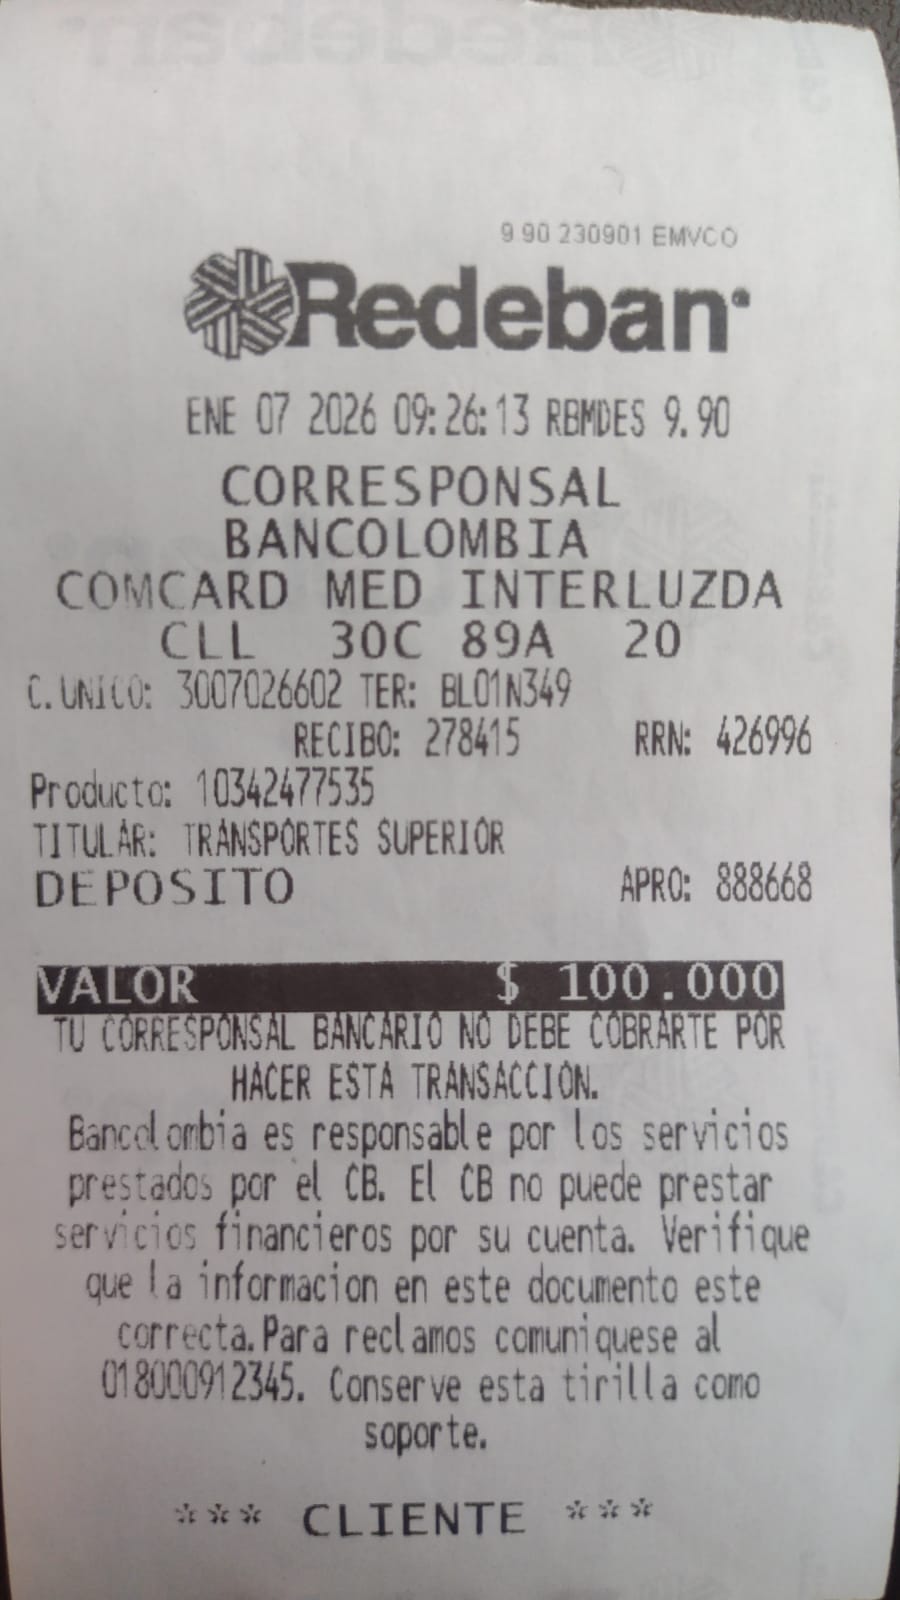 9 90 230901 EMVCO
Redeban
ENE 07 2026 09:26:13 RBMDES 9.90
CORRESPONSAL
BANCOLOMBIA
COMCARD MED INTERLUZDA
CLL 30C 89A 20
C.UNICO: 3007026602 TER: BL01N349
RECIBO: 278415 RRN: 426996
Producto: 10342477535
TITULAR: TRANSPORTES SUPERIOR
DEPOSITO APRO: 888668
VALOR $ 100.000
TU CORRESPONSAL BANCARIO NO DEBE COBRARTE POR
HACER ESTA TRANSACCION.
Bancolombia es responsable por los servicios
prestados por el CB. El CB no puede prestar
servicios financieros por su cuenta. Verifique
que la informacion en este documento este
correcta.Para reclamos comuniquese al
018000912345. Conserve esta tirilla como
soporte.
*** CLIENTE ***